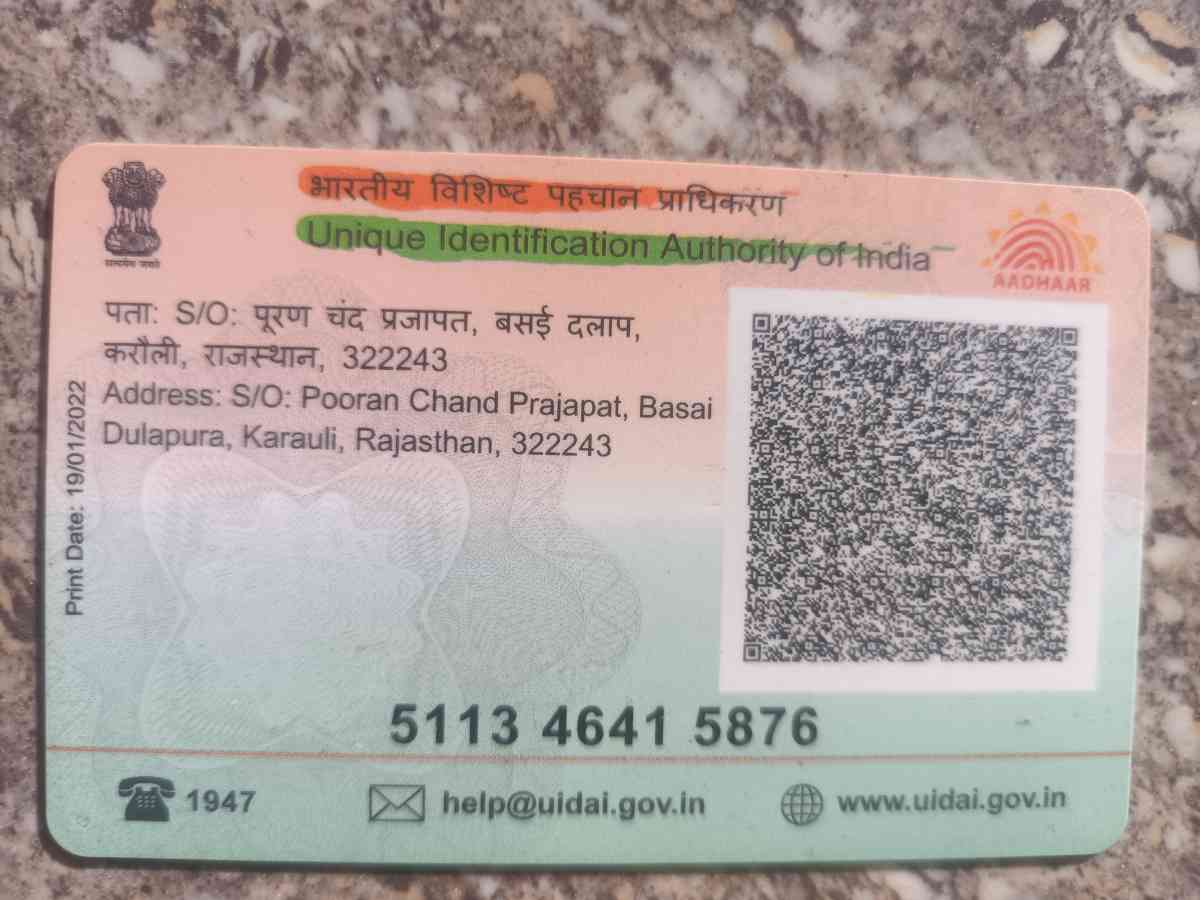 भारतीय विशिष्ट पहचान प्राधिकरण
Unique Identification Authority of India
सत्यमेव जयते
AADHAAR
पता: S/O: पूरण चंद प्रजापत, बसई दलाप,
करौली, राजस्थान, 322243
Address: S/O: Pooran Chand Prajapat, Basai
Dulapura, Karauli, Rajasthan, 322243
Print Date: 19/01/2022
5113 4641 5876
1947
help@uidai.gov.in
www.uidai.gov.in